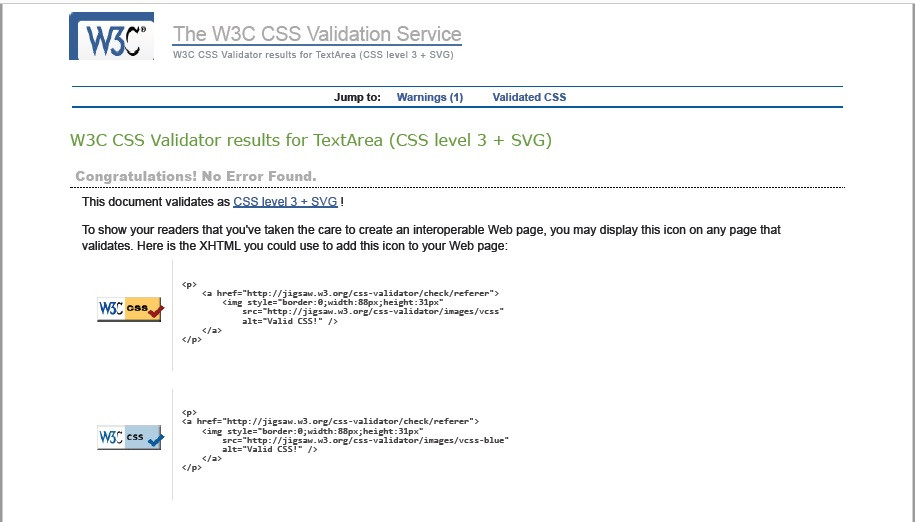 W3C®
The W3C CSS Validation Service
W3C CSS Validator results for TextArea (CSS level 3 + SVG)
Jump to: Warnings (1) Validated CSS
W3C CSS Validator results for TextArea (CSS level 3 + SVG)
Congratulations! No Error Found.
This document validates as CSS level 3 + SVG !
To show your readers that you've taken the care to create an interoperable Web page, you may display this icon on any page that
validates. Here is the XHTML you could use to add this icon to your Web page:
W3C css
<p>
<a href="http://jigsaw.w3.org/css-validator/check/referer">
<img style="border:0;width:88px;height:31px"
src="http://jigsaw.w3.org/css-validator/images/vcss"
alt="Valid CSS!" />
</a>
</p>
W3C css
<p>
<a href="http://jigsaw.w3.org/css-validator/check/referer">
<img style="border:0;width:88px;height:31px"
src="http://jigsaw.w3.org/css-validator/images/vcss-blue"
alt="Valid CSS!" />
</a>
</p>